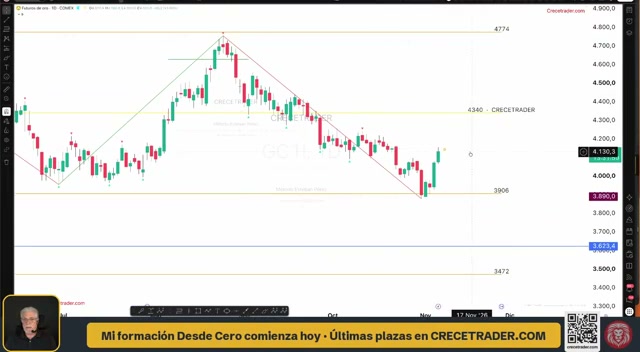 Futuros de oro · 1D · COMEX
Crecetrader.com
4.900,0
4774
4.800,0
4.700,0
4.600,0
4.500,0
CRECETRADER
4.400,0
4340 - CRECETRADER
CRECETRADER
4.300,0
4.200,0
GC1!
4.130,3
4.000,0
3906
3.890,0
3.800,0
3.700,0
3.623,4
3.500,0
3472
3.400,0
3.300,0
Oct
Nov
17 Nov '26
Dic
Mi formación Desde Cero comienza hoy · Últimas plazas en CRECETRADER.COM
crecetrader.com